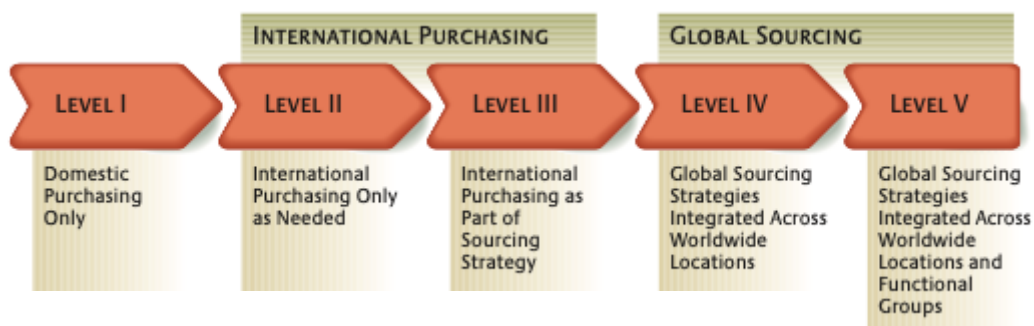 INTERNATIONAL PURCHASING
GLOBAL SOURCING
LEVEL I
LEVEL II
LEVEL III
LEVEL IV
LEVEL V
Domestic
Purchasing
Only
International
Purchasing Only
as Needed
International
Purchasing as
Part of
Sourcing
Strategy
Global Sourcing
Strategies
Integrated Across
Worldwide
Locations
Global Sourcing
Strategies
Integrated Across
Worldwide
Locations and
Functional
Groups